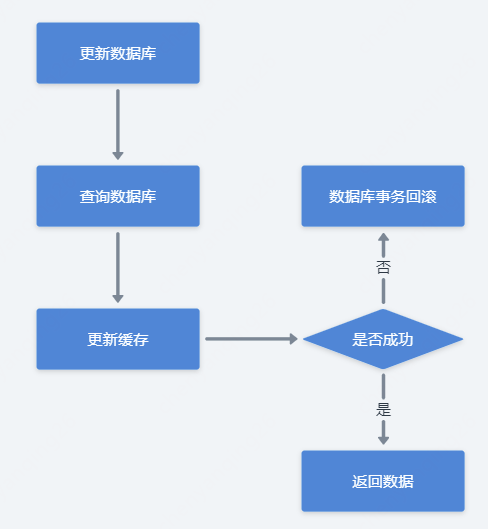 更新数据库
查询数据库
数据库事务回滚
否
更新缓存
是否成功
是
返回数据